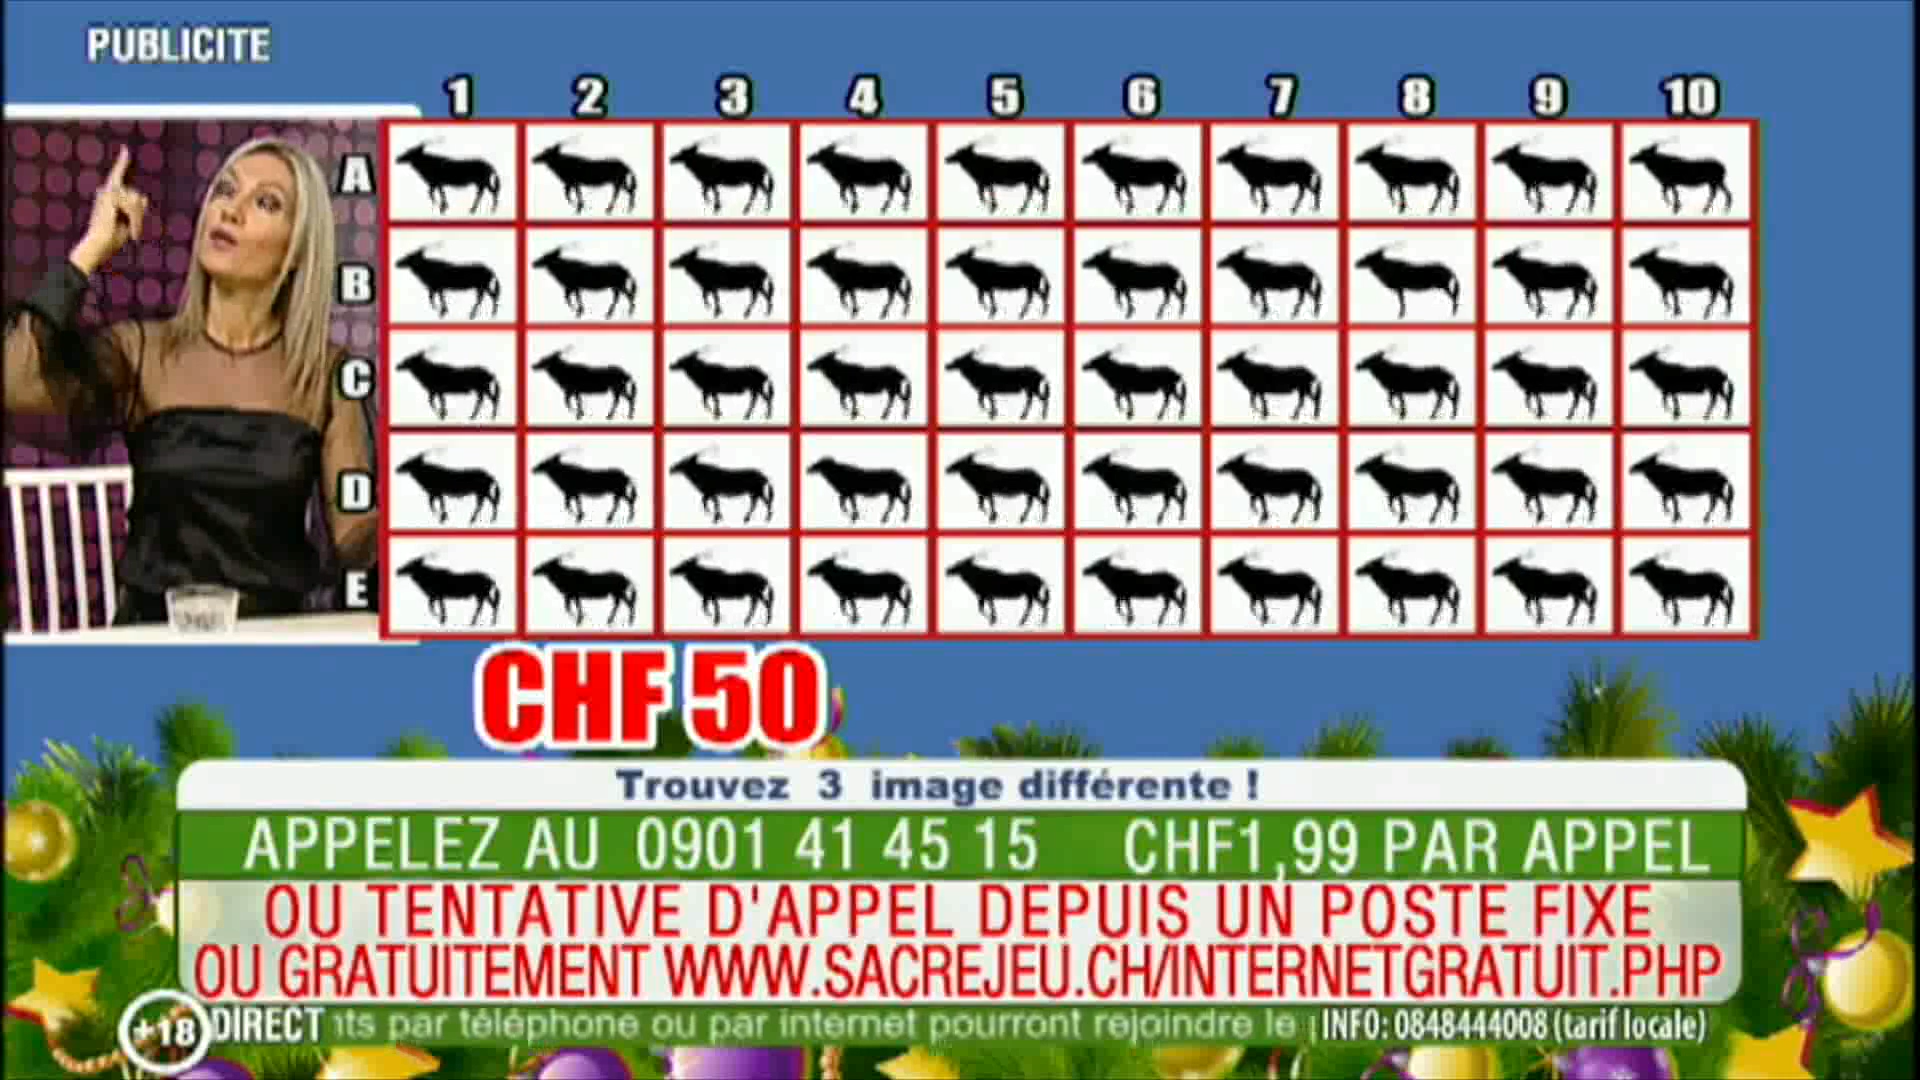 PUBLICITE
1 2 3 4 5 6 7 8 9 10
A
B
C
D
E
CHF 50
Trouvez 3 image différente !
APPELEZ AU 0901 41 45 15 CHF1,99 PAR APPEL
OU TENTATIVE D'APPEL DEPUIS UN POSTE FIXE
OU GRATUITEMENT WWW.SACREJEU.CH/INTERNETGRATUIT.PHP
+18 DIRECT nts par téléphone ou par internet pourront rejoindre le INFO: 0848444008 (tarif locale)